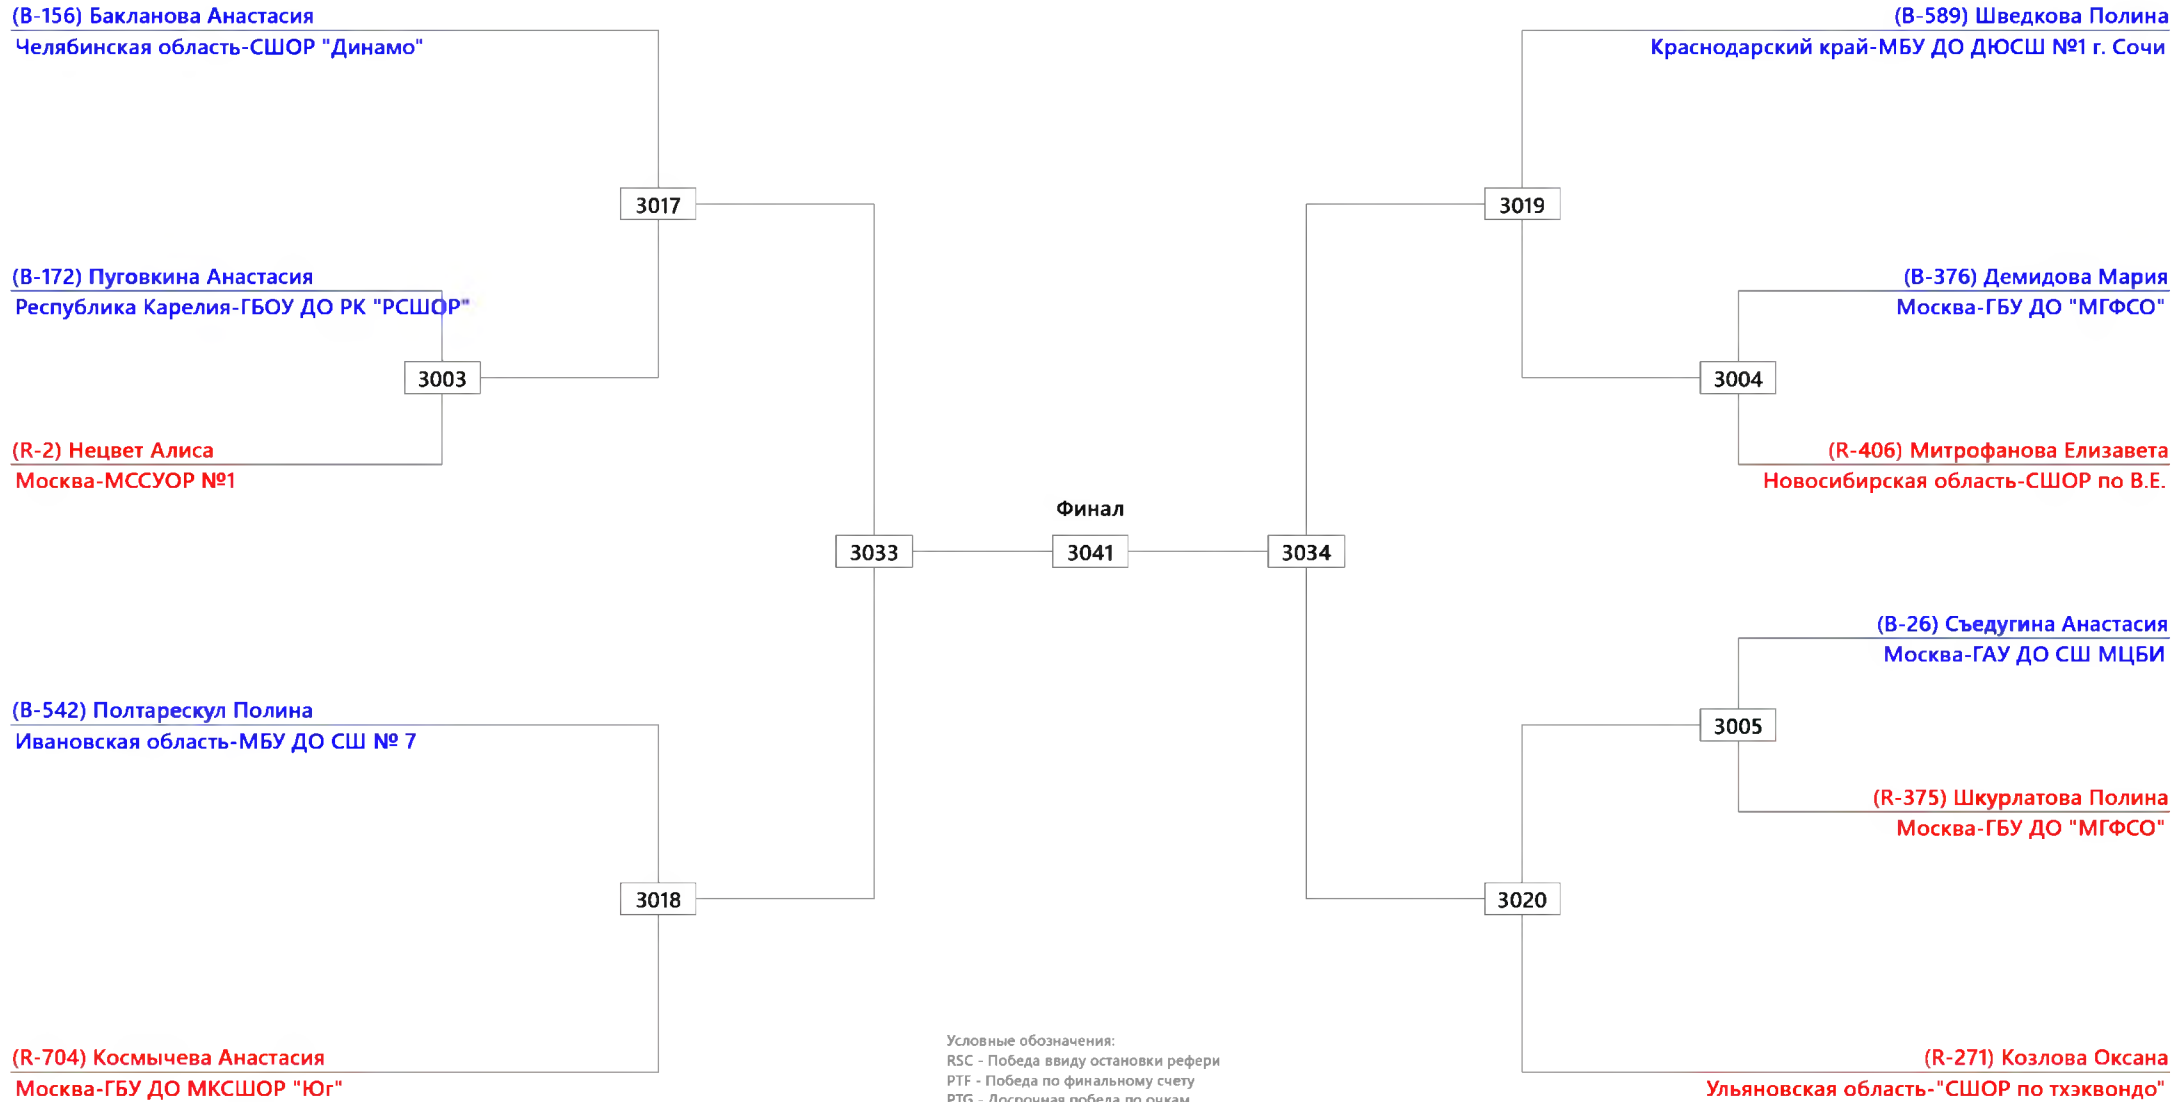 (B-156) Бакланова Анастасия
Челябинская область-СШОР "Динамо"
3017
(B-172) Пуговкина Анастасия
Республика Карелия-ГБОУ ДО РК "РСШОР"
3003
(R-2) Нецвет Алиса
Москва-МССУОР №1
3033
(B-542) Полтарескул Полина
Ивановская область-МБУ ДО СШ № 7
3018
(R-704) Космычева Анастасия
Москва-ГБУ ДО МКСШОР "Юг"
Финал
3041
(B-589) Шведкова Полина
Краснодарский край-МБУ ДО ДЮСШ №1 г. Сочи
3019
(B-376) Демидова Мария
Москва-ГБУ ДО "МГФСО"
3004
(R-406) Митрофанова Елизавета
Новосибирская область-СШОР по В.Е.
3034
(B-26) Съедугина Анастасия
Москва-ГАУ ДО СШ МЦБИ
3005
(R-375) Шкурлатова Полина
Москва-ГБУ ДО "МГФСО"
3020
(R-271) Козлова Оксана
Ульяновская область-"СШОР по тхэквондо"
Условные обозначения:
RSC - Победа ввиду остановки рефери
PTF - Победа по финальному счету
PTG - Досрочная победа по очкам